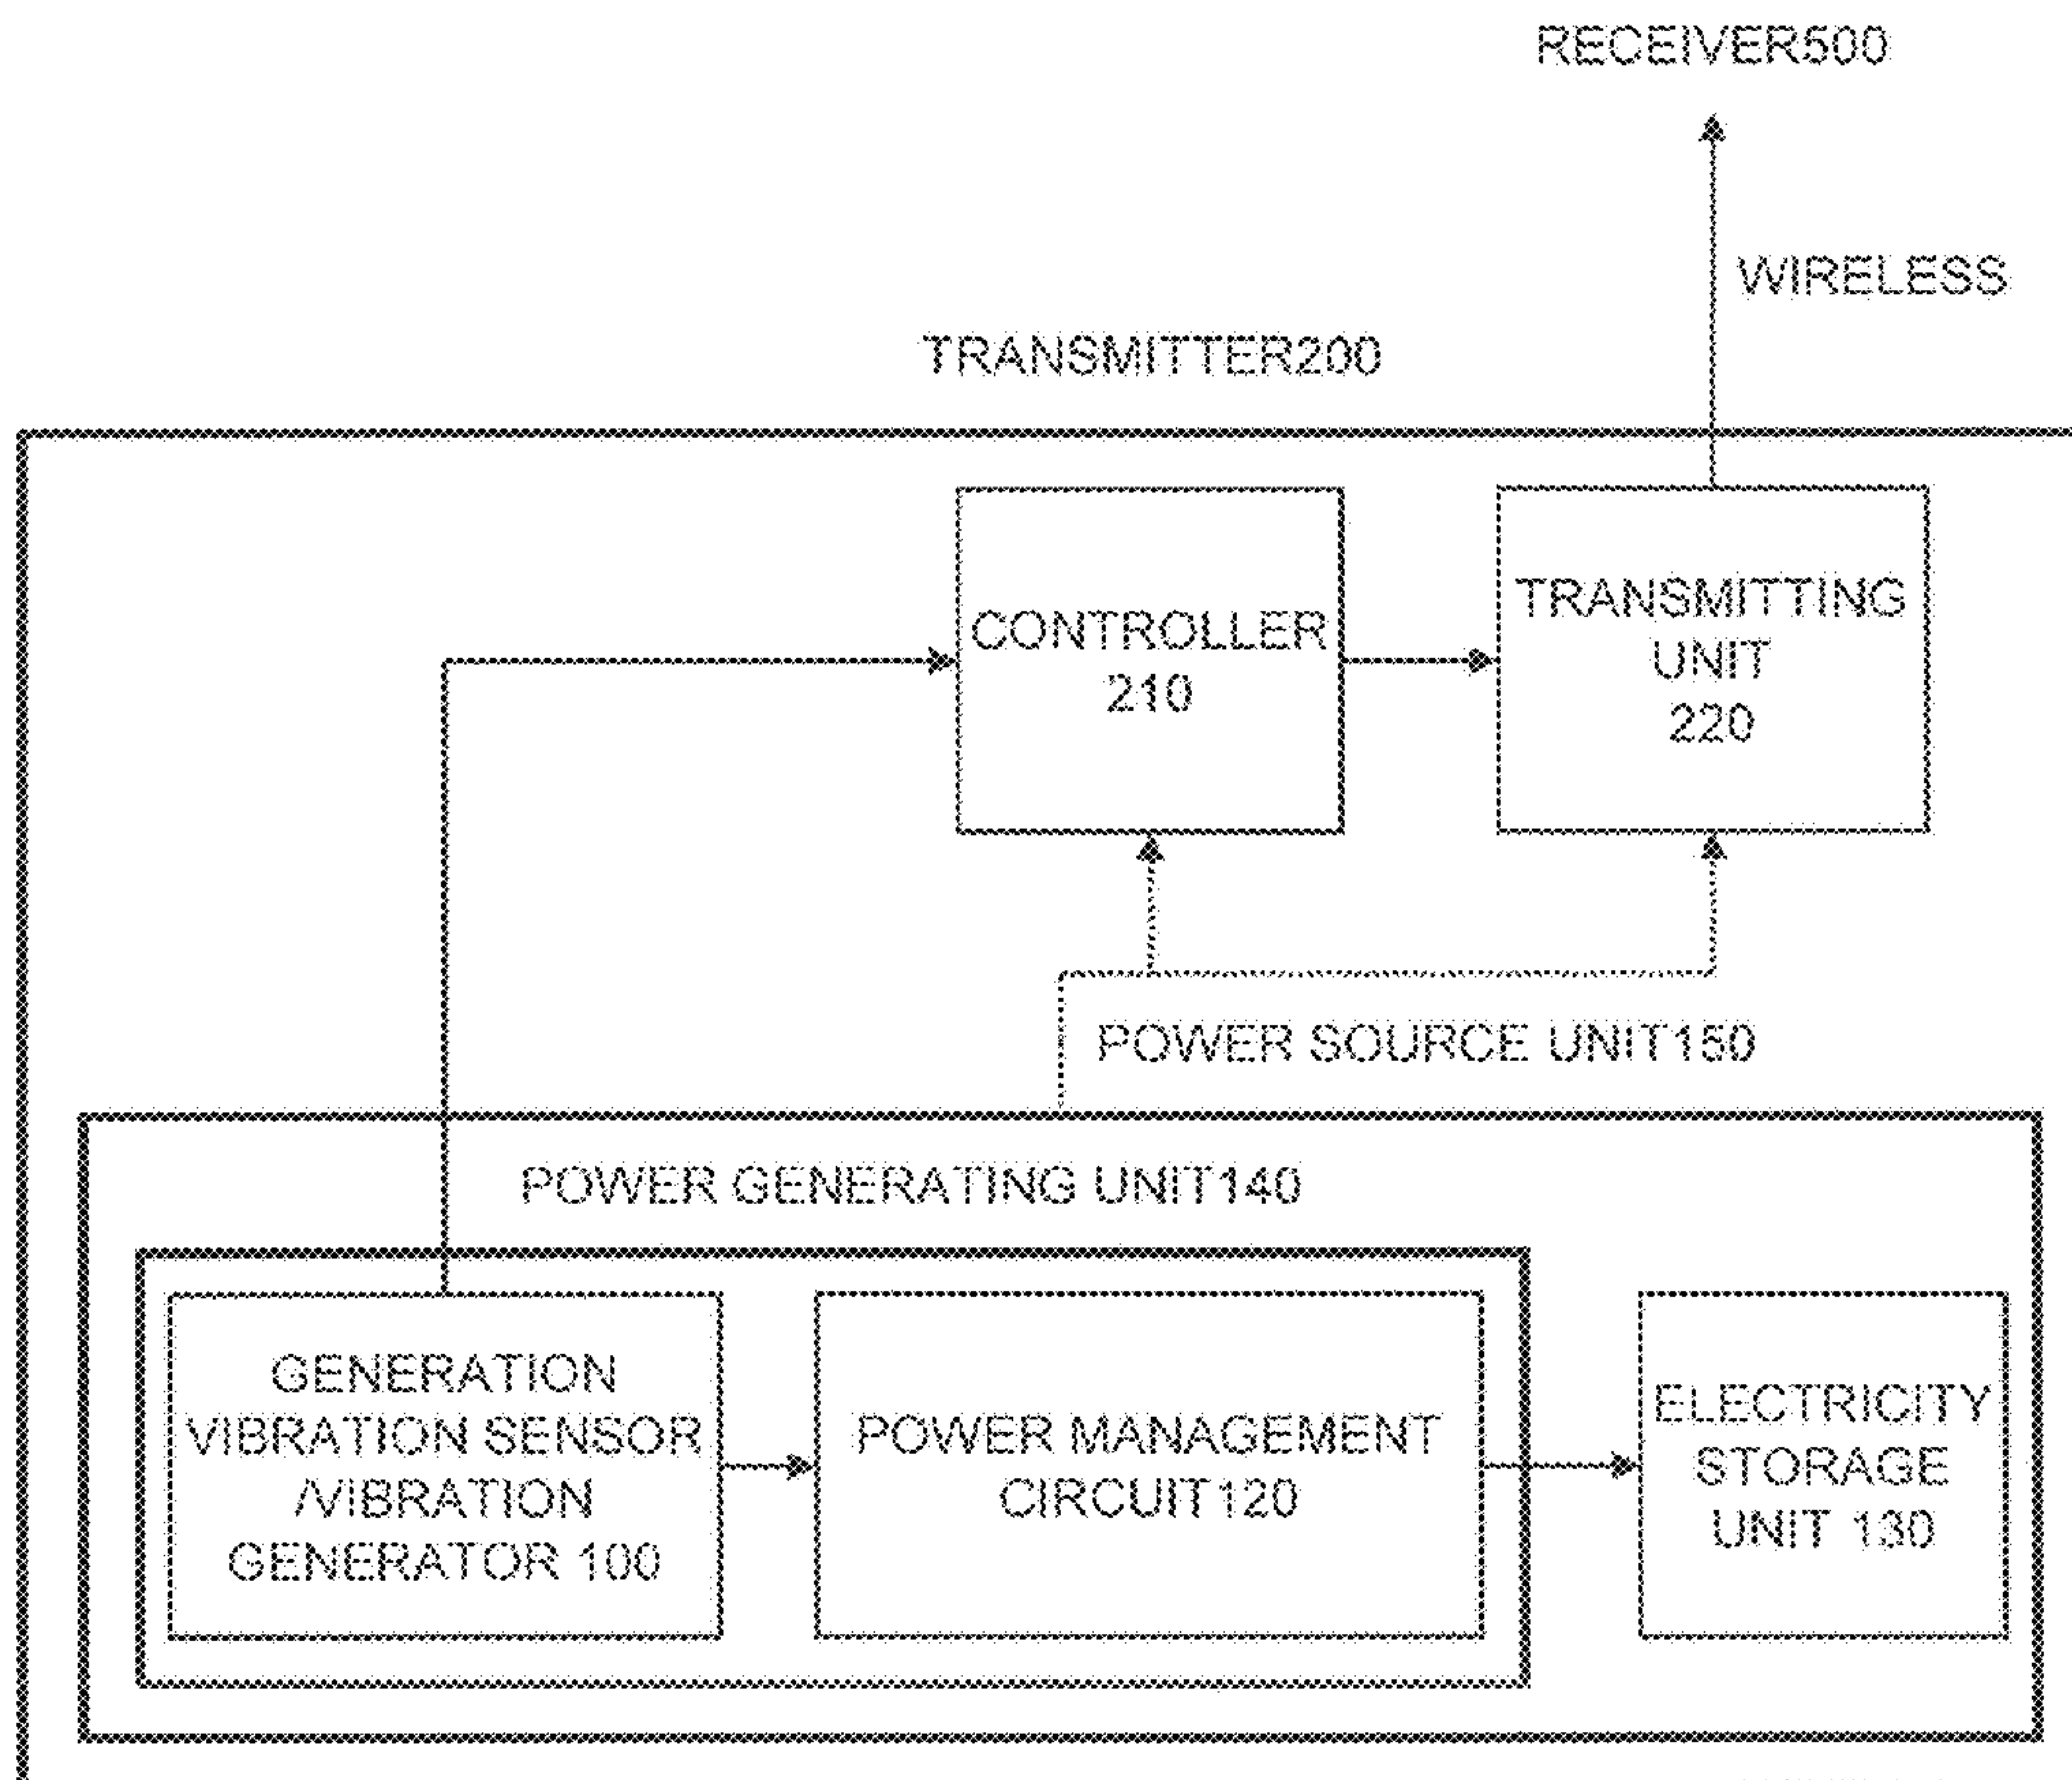 RECEIVER500
WIRELESS
TRANSMITTER200
CONTROLLER
210
TRANSMITTING
UNIT
220
POWER SOURCE UNIT150
POWER GENERATING UNIT140
GENERATION
VIBRATION SENSOR
/VIBRATION
GENERATOR 100
POWER MANAGEMENT
CIRCUIT120
ELECTRICITY
STORAGE
UNIT 130